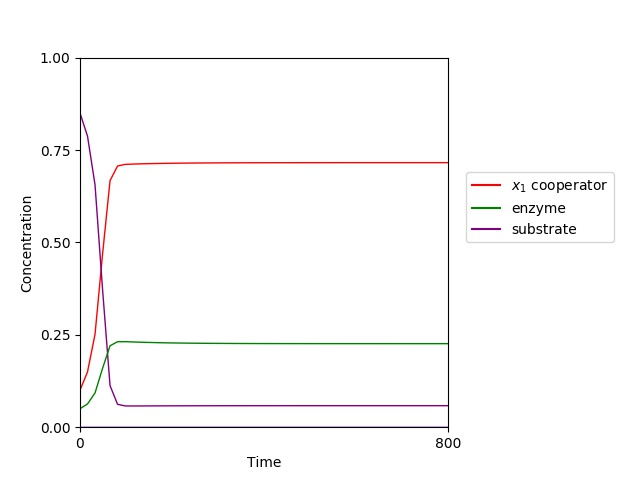 1.00
0.75
0.50
0.25
0.00
Concentration
0
800
Time
x₁ cooperator
enzyme
substrate